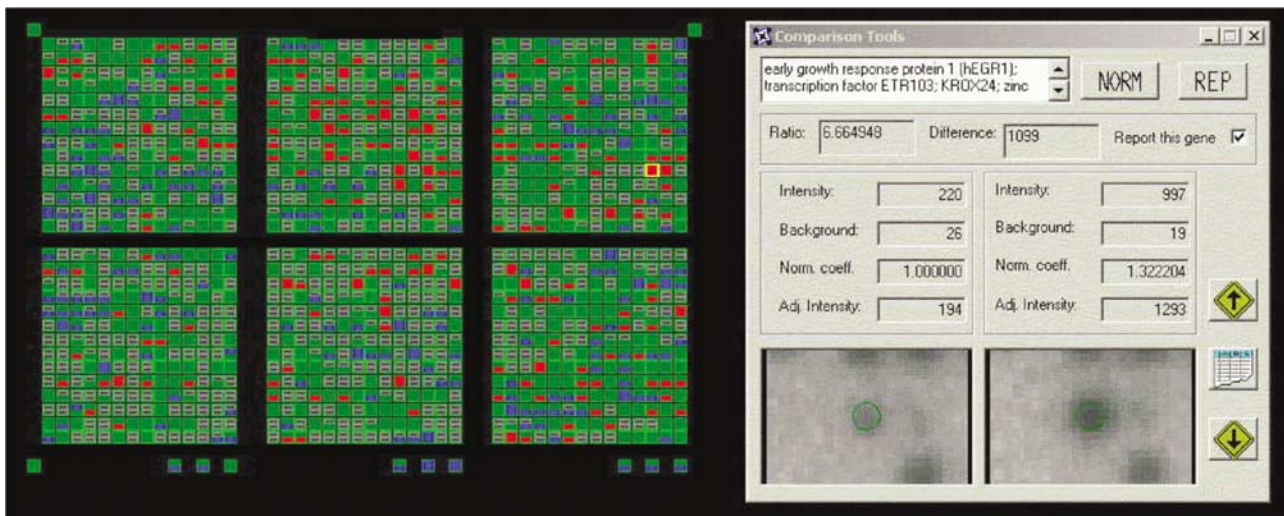 Comparison Tools
early growth response protein 1 (hEGR1);
transcription factor ETR103; KROX24; zinc
NORM
REP
Ratio: 6.664948 Difference: 1099 Report this gene
Intensity: 220
Background: 26
Norm. coeff. 1.000000
Adj. Intensity: 194
Intensity: 997
Background: 19
Norm. coeff. 1.322204
Adj. Intensity: 1293